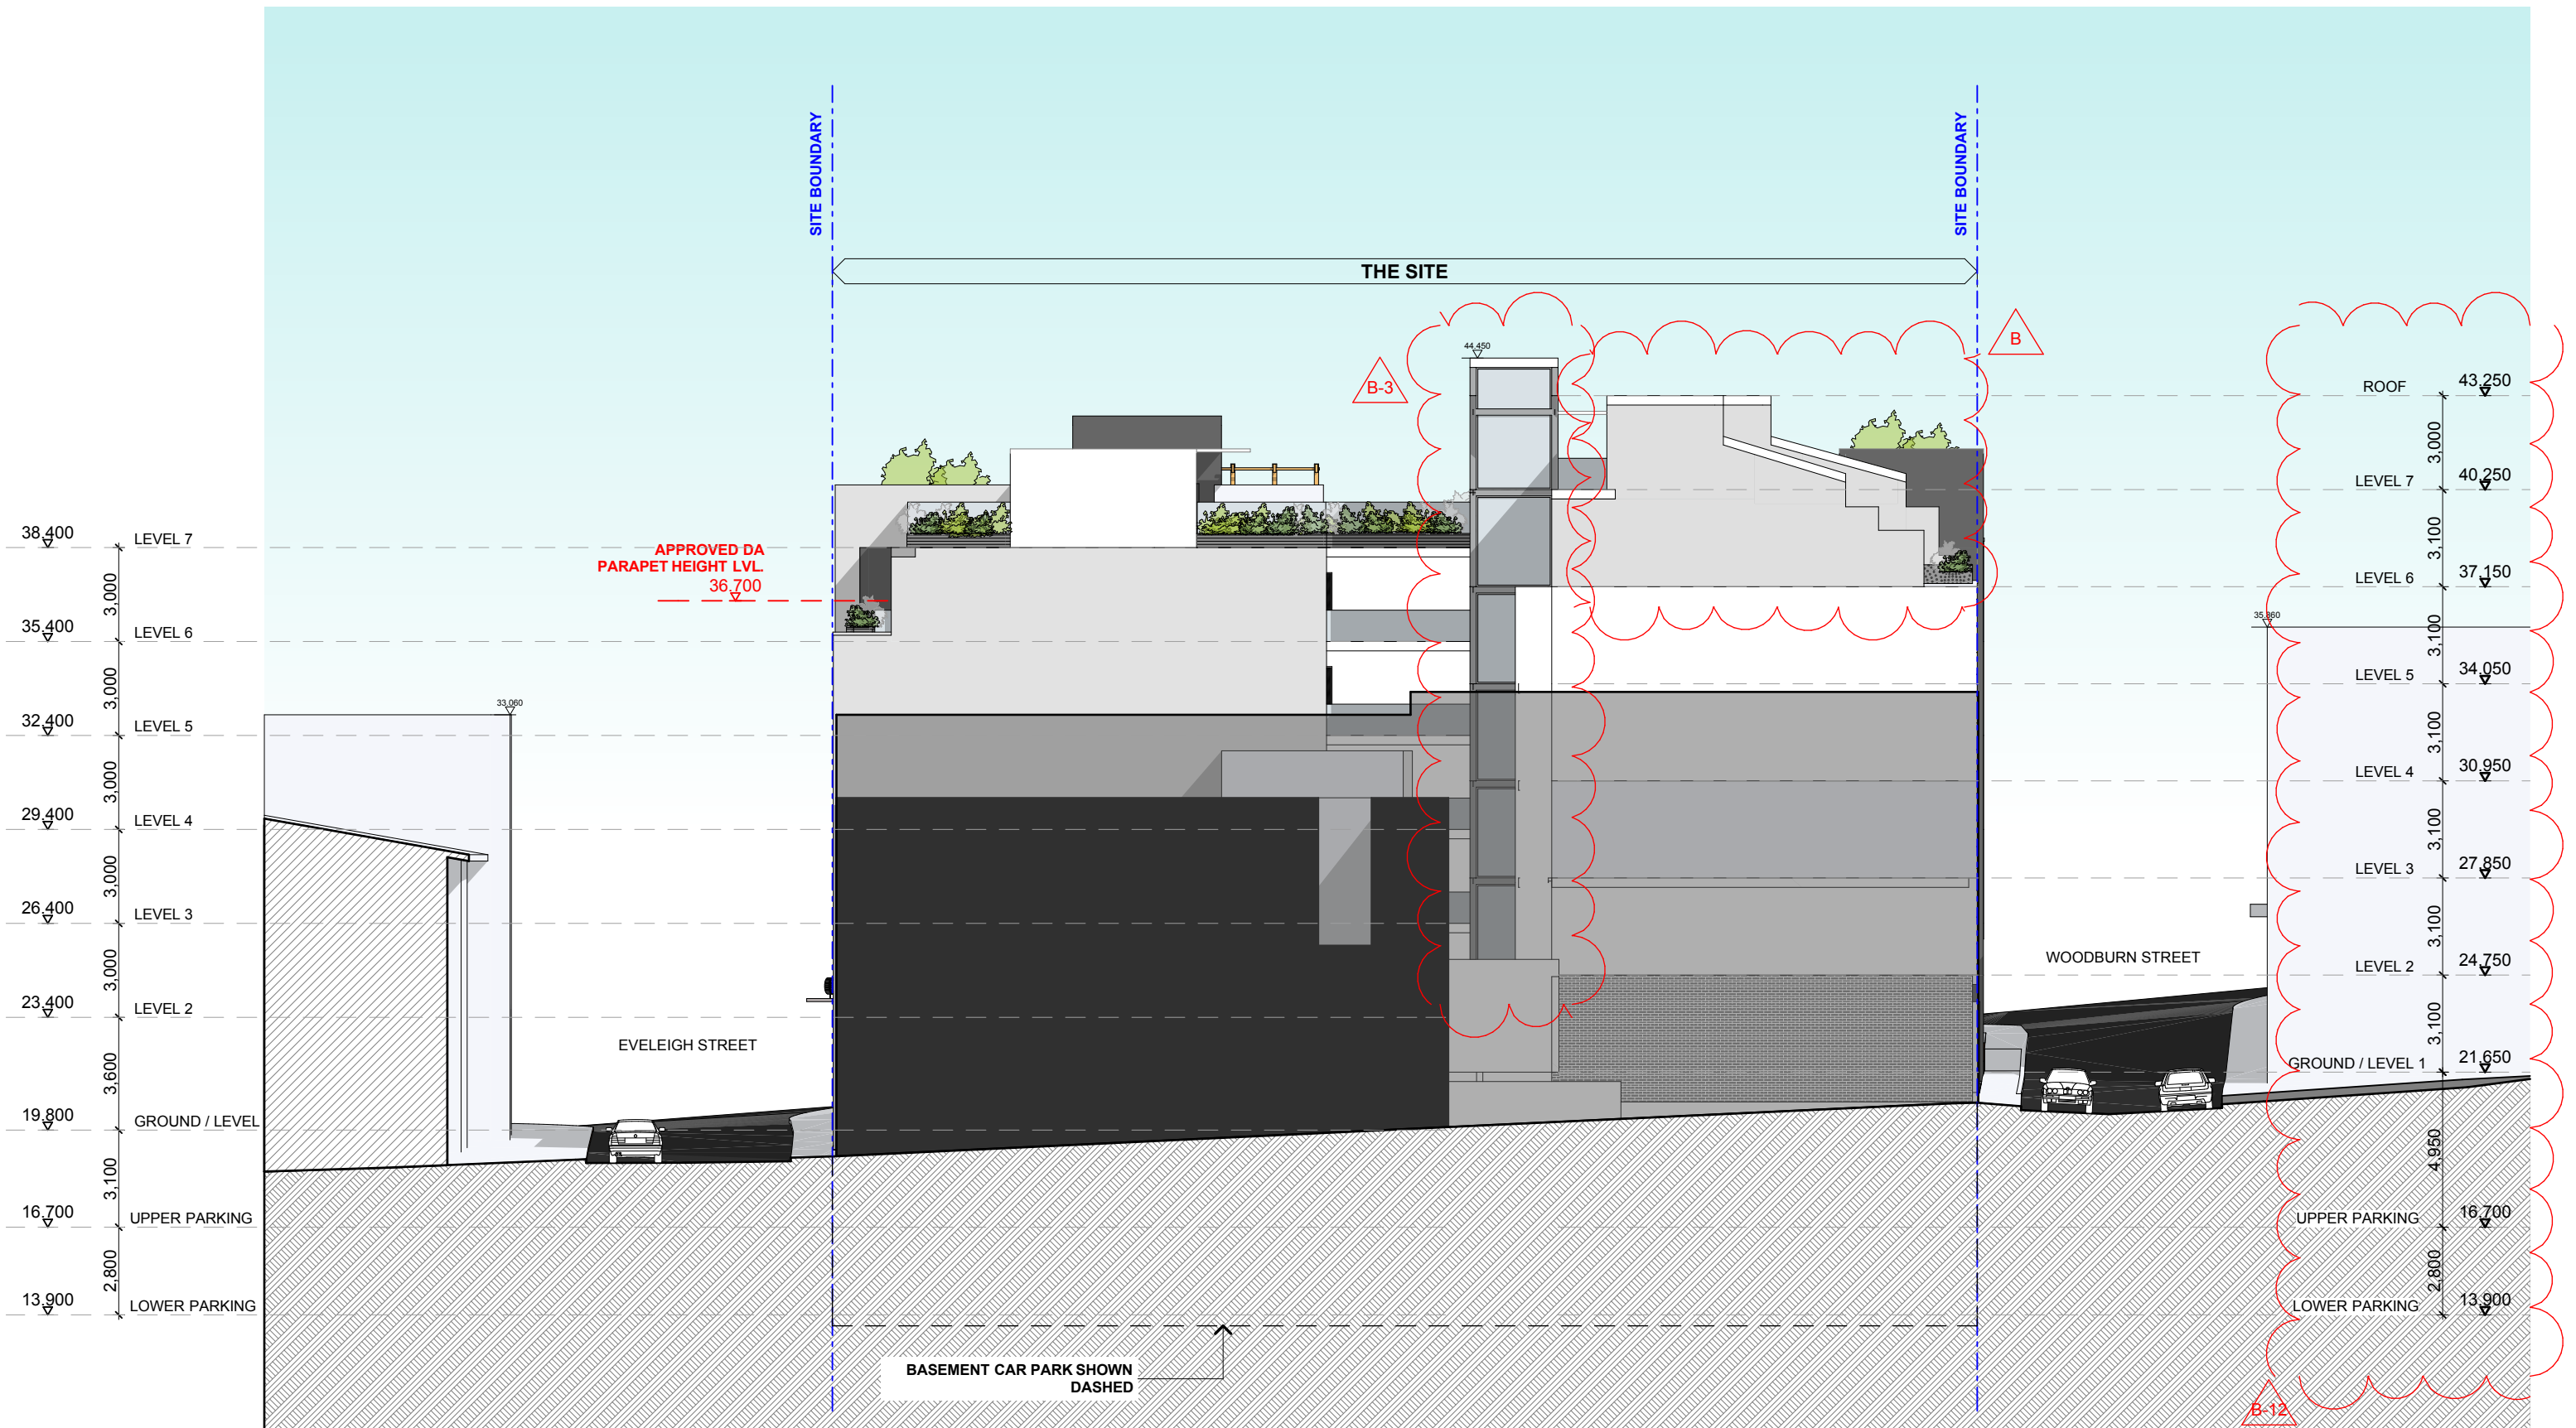 SITE BOUNDARY
SITE BOUNDARY
THE SITE
B
B-3
44.450
ROOF 43.250
3,000
LEVEL 7 40.250
3,100
LEVEL 6 37.150
3,100
LEVEL 5 34.050
3,100
LEVEL 4 30.950
3,100
LEVEL 3 27.850
3,100
LEVEL 2 24.750
3,100
GROUND / LEVEL 1 21.650
4,950
UPPER PARKING 16.700
2,800
LOWER PARKING 13.900
B-12
35.860
WOODBURN STREET
APPROVED DA
PARAPET HEIGHT LVL.
36.700
33.060
EVELEIGH STREET
38.400 LEVEL 7
3,000
35.400 LEVEL 6
3,000
32.400 LEVEL 5
3,000
29.400 LEVEL 4
3,000
26.400 LEVEL 3
3,000
23.400 LEVEL 2
3,600
19.800 GROUND / LEVEL
3,100
16.700 UPPER PARKING
2,800
13.900 LOWER PARKING
BASEMENT CAR PARK SHOWN
DASHED